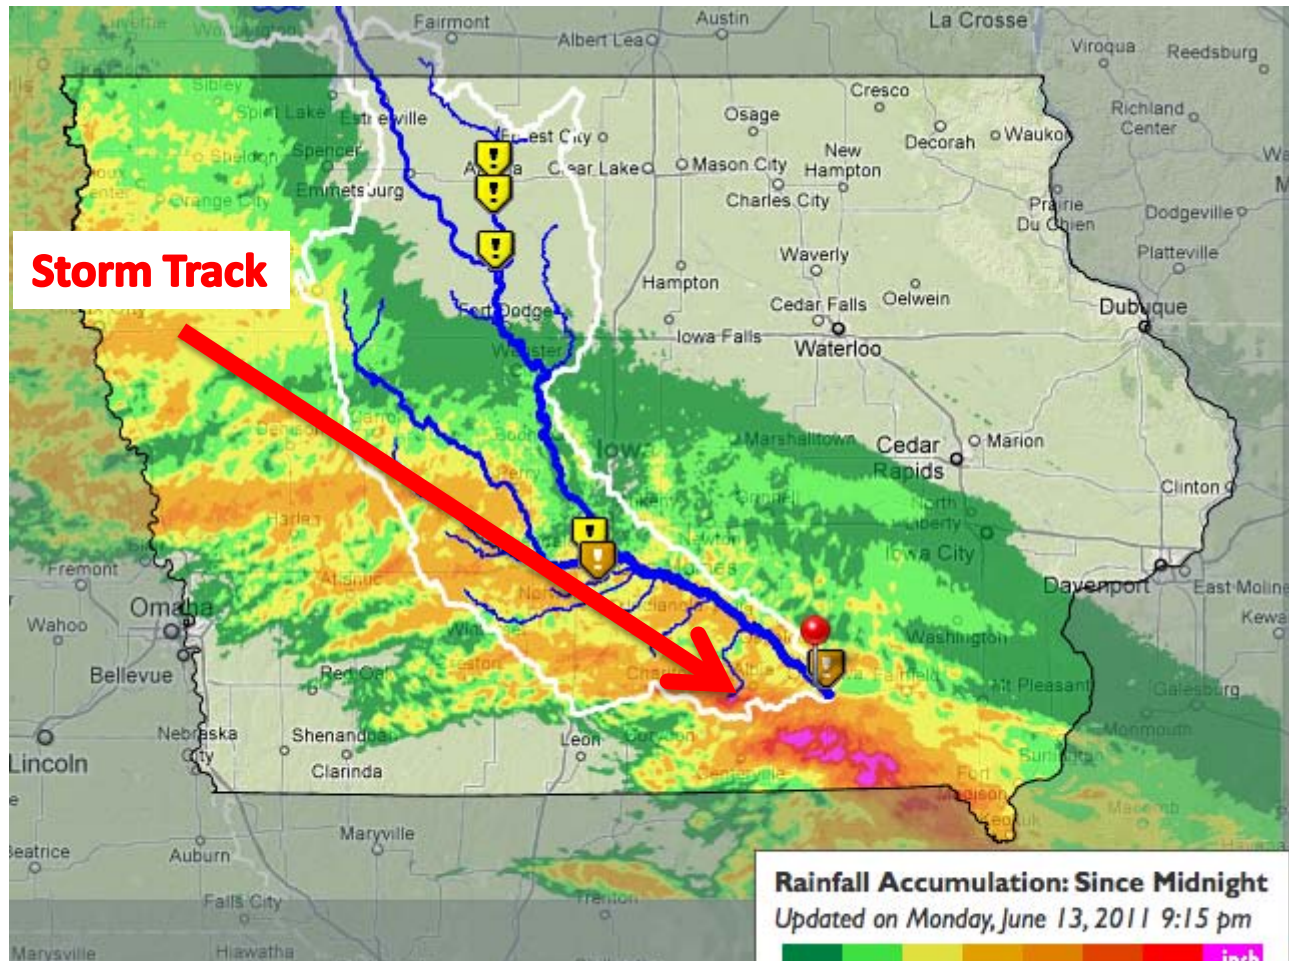 Fairmont
Austin
La Crosse
Albert Lea
Viroqua
Reedsburg
Sibley
Spirit Lake
Estherville
Cresco
Osage
Richland
Center
Forest City
Decorah
Waukon
Sheldon
Spencer
Clear Lake
Mason City
New
Hampton
Emmetsburg
Charles City
Orange City
Prairie
Du Chien
Dodgeville
Platteville
Storm Track
Waverly
Hampton
Oelwein
Cedar Falls
Dubuque
Fort Dodge
Iowa Falls
Waterloo
Webster
Iowa
Marshalltown
Cedar
Rapids
Marion
Perry
Grinnell
Clinton
North
Liberty
Harlan
Newton
Iowa City
Fremont
Atlantic
Davenport
East Moline
Omaha
Indianola
Wahoo
Washington
Bellevue
Creston
Red Oak
Fairfield
Mt Pleasant
Galesburg
Nebraska
City
Shenandoah
Leon
Corydon
Monmouth
Burlington
Lincoln
Clarinda
Centerville
Fort
Madison
Keokuk
Macomb
Maryville
Beatrice
Auburn
Falls City
Trenton
Marysville
Hiawatha
Rainfall Accumulation: Since Midnight
Updated on Monday, June 13, 2011 9:15 pm
inch